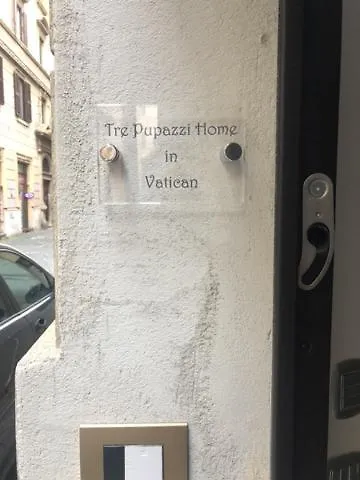 Tre Pupazzi Home
in
Vatican